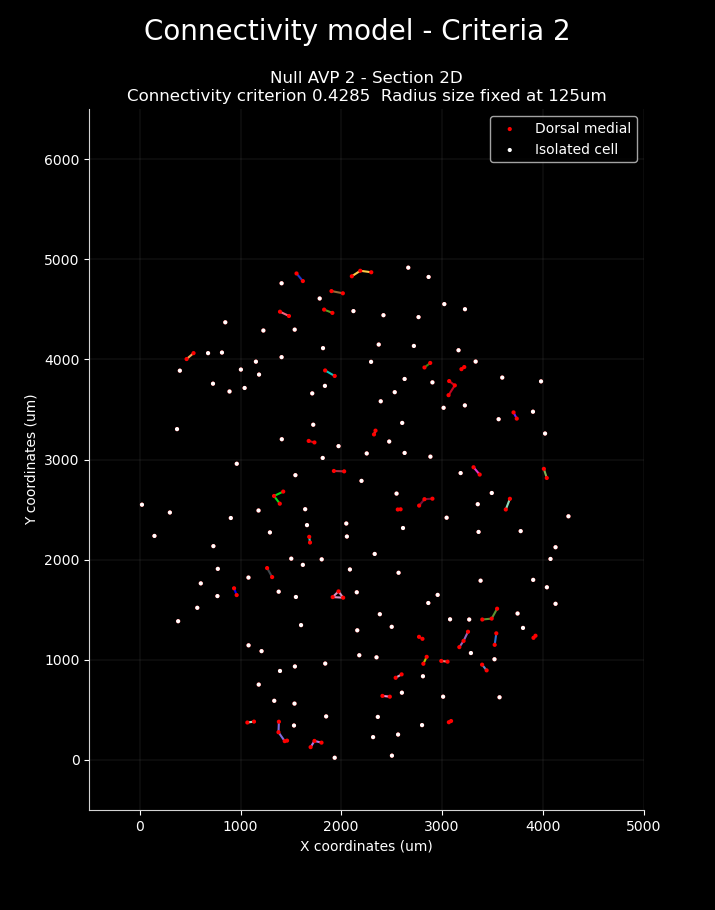 Connectivity model - Criteria 2
Null AVP 2 - Section 2D
Connectivity criterion 0.4285  Radius size fixed at 125um
Dorsal medial
Isolated cell
6000
5000
4000
3000
2000
1000
0
Y coordinates (um)
0 1000 2000 3000 4000 5000
X coordinates (um)